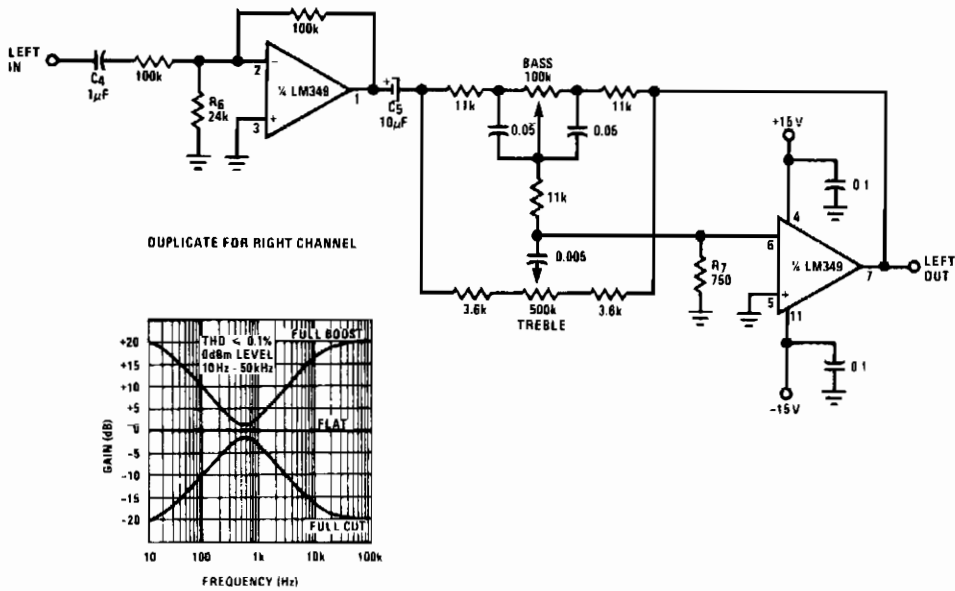 LEFT
IN
C4
1µF
100k
R6
24k
100k
2
−
¼ LM349
+
3
1
+
C5
10µF
BASS
100k
11k
11k
0.05
0.05
11k
0.005
3.6k
500k
3.6k
TREBLE
R7
750
+15V
0.1
4
6
−
¼ LM349
7
LEFT
OUT
5
+
11
0.1
−15V
DUPLICATE FOR RIGHT CHANNEL
GAIN (dB)
+20
+15
+10
+5
0
−5
−10
−15
−20
THD < 0.1%
0dBm LEVEL
10Hz - 50kHz
FULL BOOST
FLAT
FULL CUT
10
100
1k
10k
100k
FREQUENCY (Hz)